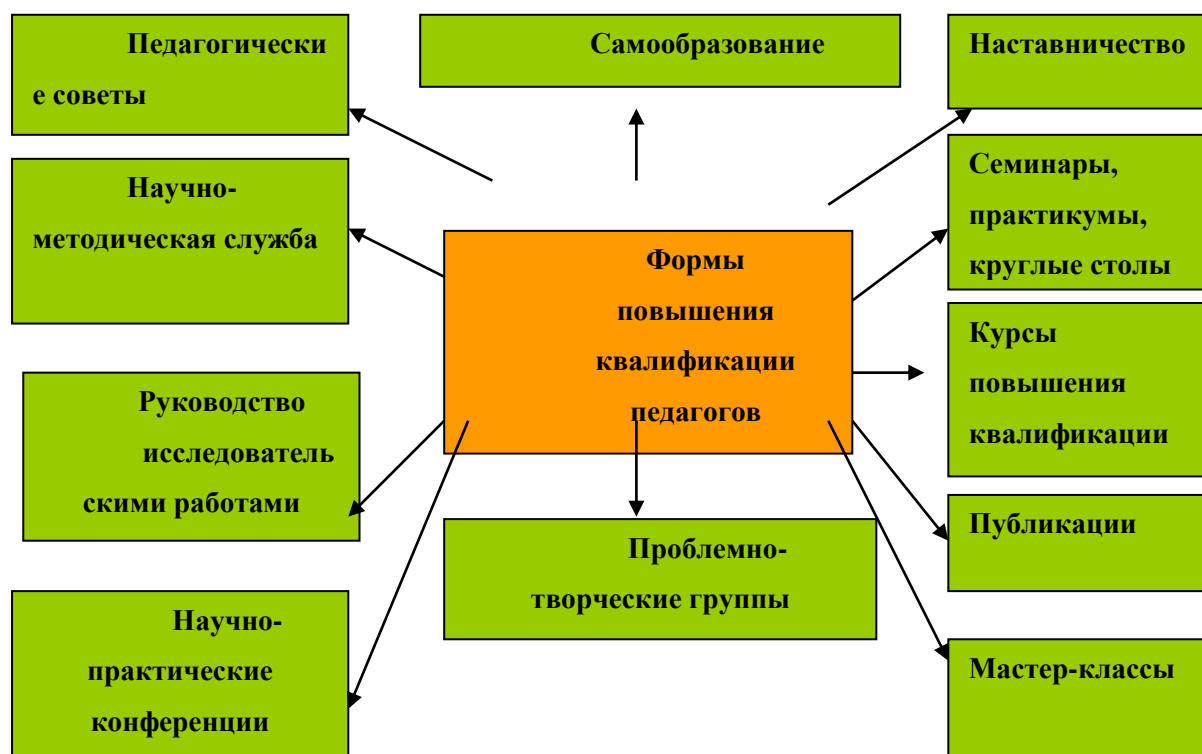 Педагогически
е советы
Самообразование
Наставничество
Научно-
методическая служба
Семинары,
практикумы,
круглые столы
Формы
повышения
квалификации
педагогов
Курсы
повышения
квалификации
Руководство
исследователь
скими работами
Публикации
Проблемно-
творческие группы
Научно-
практические
конференции
Мастер-классы